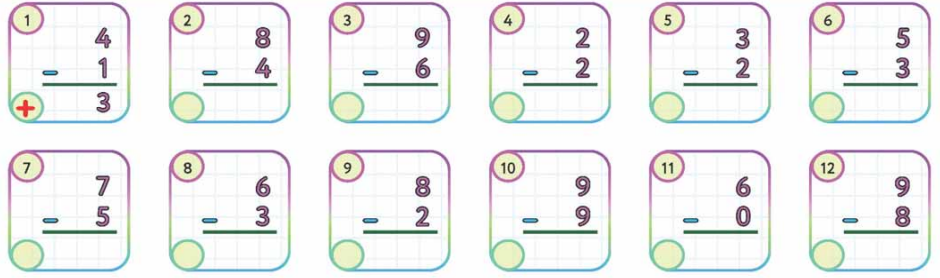 1 2 3 4 5 6
4 8 9 2 3 5
- 1 - 4 - 6 - 2 - 2 - 3
+ 3
7 8 9 10 11 12
7 6 8 9 6 9
- 5 - 3 - 2 - 9 - 0 - 8